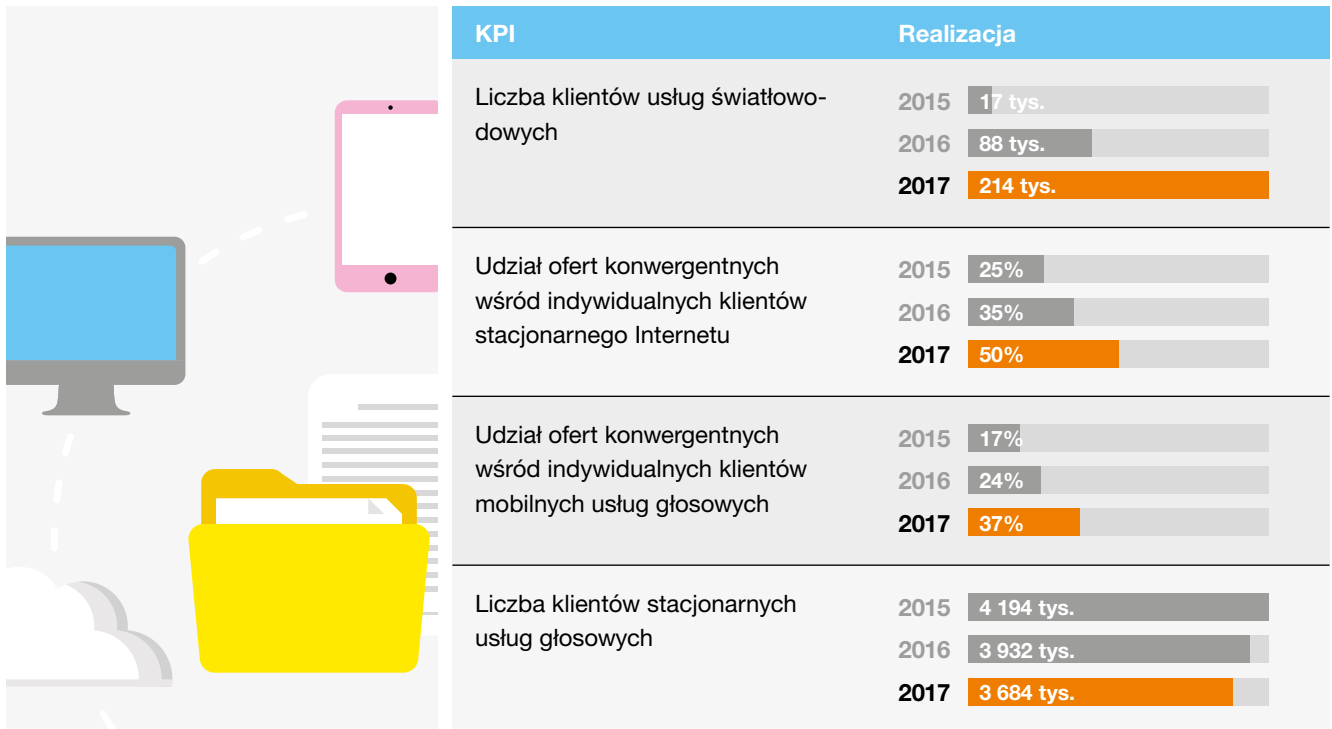 KPI
Realizacja
Liczba klientów usług światłowo-
dowych
2015 17 tys.
2016 88 tys.
2017 214 tys.
Udział ofert konwergentnych
wśród indywidualnych klientów
stacjonarnego Internetu
2015 25%
2016 35%
2017 50%
Udział ofert konwergentnych
wśród indywidualnych klientów
mobilnych usług głosowych
2015 17%
2016 24%
2017 37%
Liczba klientów stacjonarnych
usług głosowych
2015 4 194 tys.
2016 3 932 tys.
2017 3 684 tys.